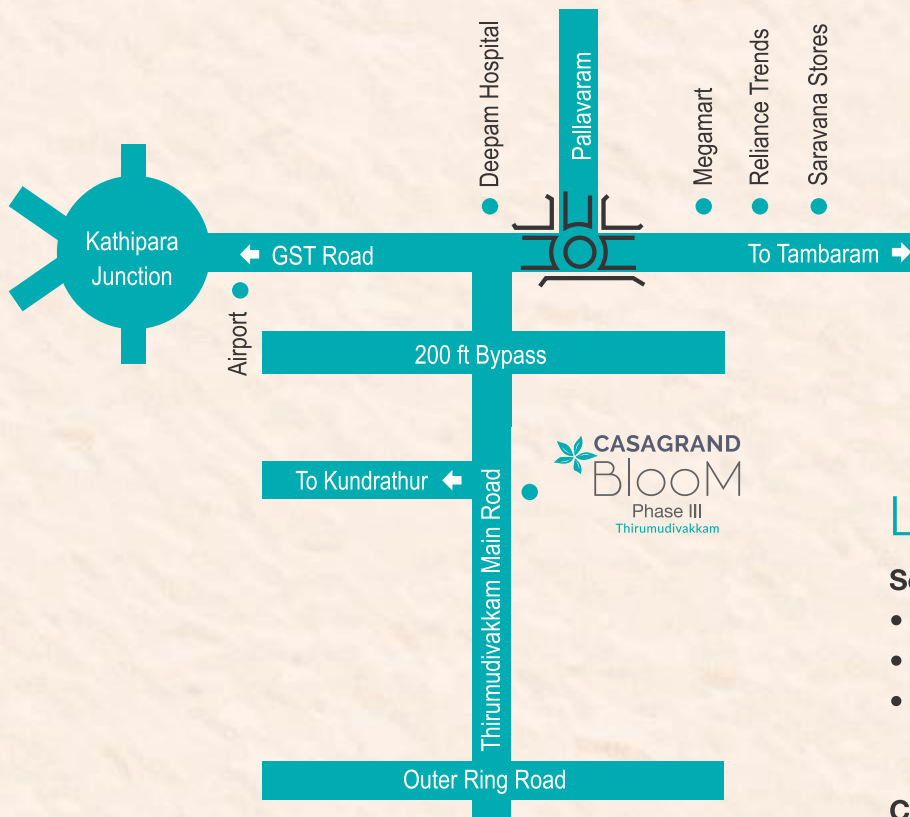 Deepam Hospital
Pallavaram
Megamart
Reliance Trends
Saravana Stores
Kathipara
Junction
GST Road
To Tambaram
Airport
200 ft Bypass
CASAGRAND
BlooM
Phase III
Thirumudivakkam
To Kundrathur
Thirumudivakkam Main Road
Outer Ring Road